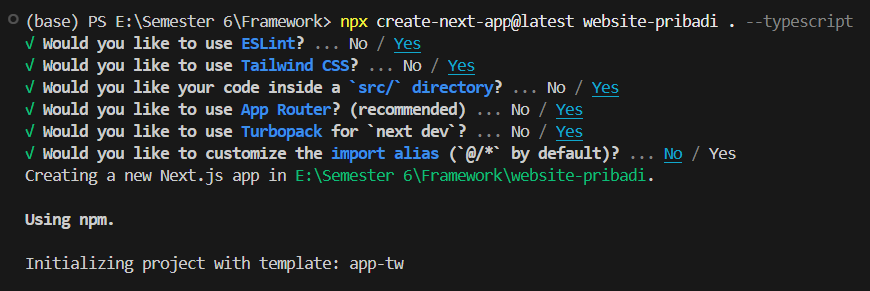 (base) PS E:\Semester 6\Framework> npx create-next-app@latest website-pribadi . --typescript
√ Would you like to use ESLint? ... No / Yes
√ Would you like to use Tailwind CSS? ... No / Yes
√ Would you like your code inside a `src/` directory? ... No / Yes
√ Would you like to use App Router? (recommended) ... No / Yes
√ Would you like to use Turbopack for `next dev`? ... No / Yes
√ Would you like to customize the import alias (`@/*` by default)? ... No / Yes
Creating a new Next.js app in E:\Semester 6\Framework\website-pribadi.
Using npm.
Initializing project with template: app-tw